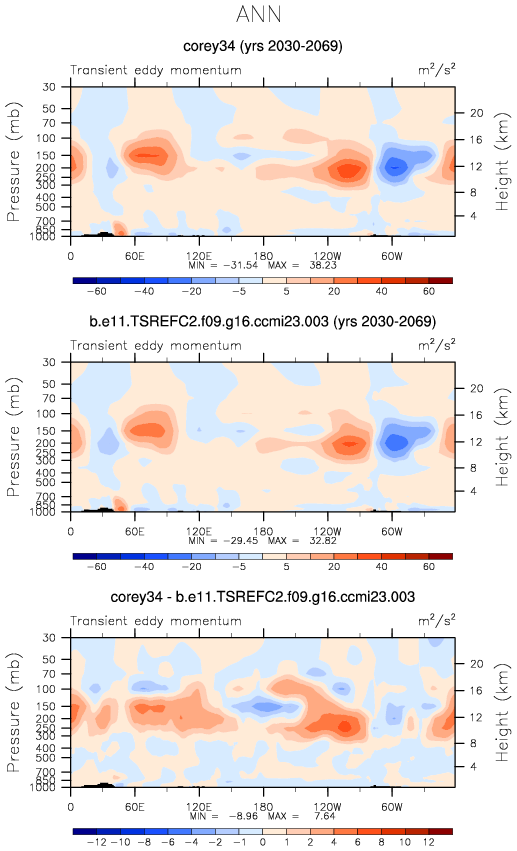 ANN
corey34 (yrs 2030-2069)
Transient eddy momentum m²/s²
Pressure (mb)
30
50
70
100
150
200
250
300
500
700
850
1000
Height (km)
20
16
12
8
4
0 60E 120E 180 120W 60W
MIN = -31.54 MAX = 38.23
-60 -40 -20 -5 5 20 40 60
b.e11.TSREFC2.f09.g16.ccmi23.003 (yrs 2030-2069)
Transient eddy momentum m²/s²
Pressure (mb)
30
50
70
100
150
200
250
300
500
700
850
1000
Height (km)
20
16
12
8
4
0 60E 120E 180 120W 60W
MIN = -29.45 MAX = 32.82
-60 -40 -20 -5 5 20 40 60
corey34 - b.e11.TSREFC2.f09.g16.ccmi23.003
Transient eddy momentum m²/s²
Pressure (mb)
30
50
70
100
150
200
250
300
500
700
850
1000
Height (km)
20
16
12
8
4
0 60E 120E 180 120W 60W
MIN = -8.96 MAX = 7.64
-12 -10 -8 -6 -4 -2 -1 0 1 2 4 6 8 10 12